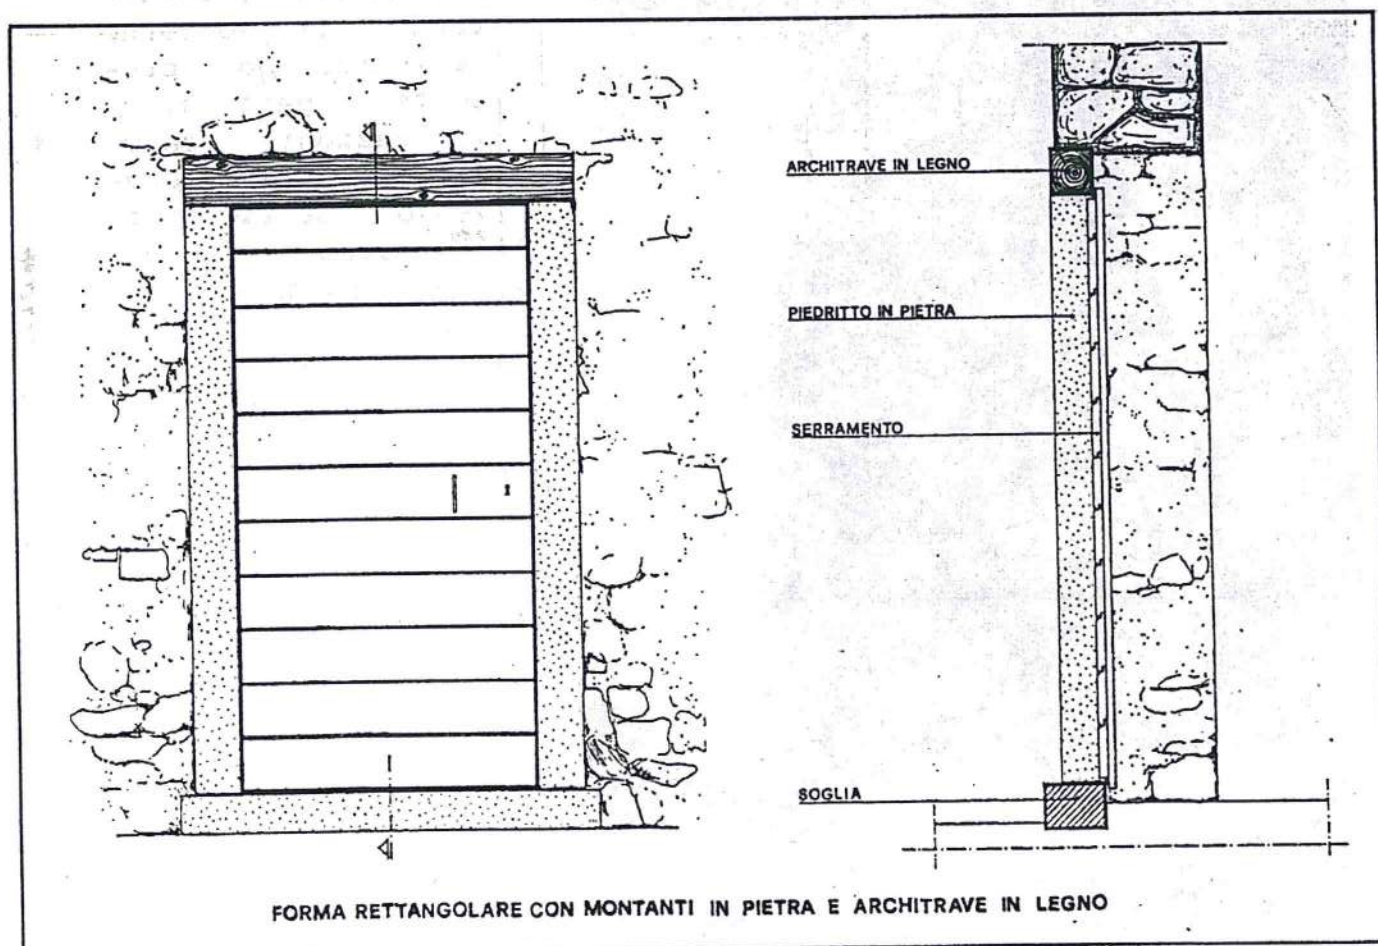 ARCHITRAVE IN LEGNO
PIEDRITTO IN PIETRA
SERRAMENTO
SOGLIA
FORMA RETTANGOLARE CON MONTANTI IN PIETRA E ARCHITRAVE IN LEGNO